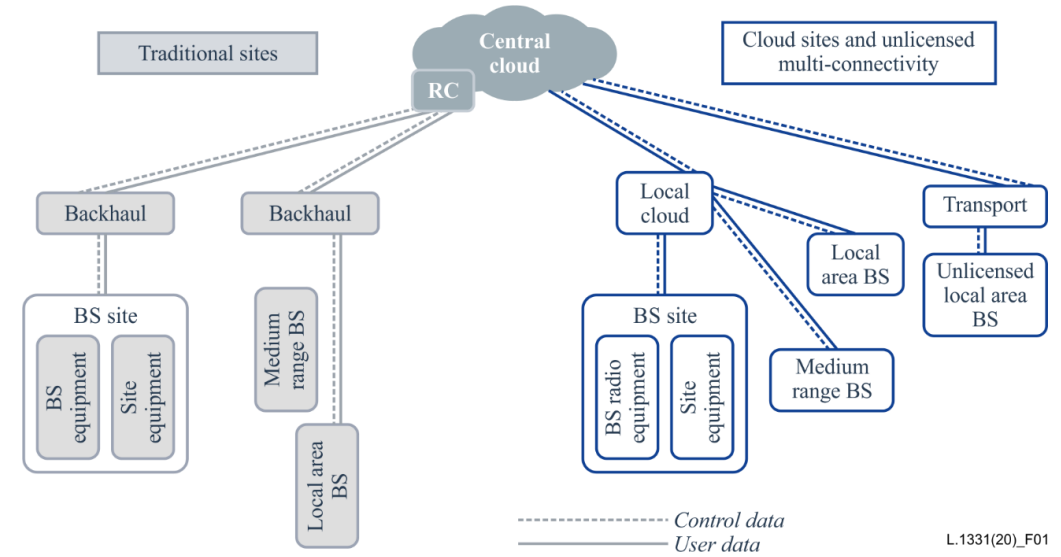 Traditional sites
Central
cloud
RC
Cloud sites and unlicensed
multi-connectivity
Backhaul
Backhaul
Local
cloud
Transport
Local
area BS
Unlicensed
local area
BS
BS site
BS
equipment
Site
equipment
Medium
range BS
Local area
BS
BS site
BS radio
equipment
Site
equipment
Medium
range BS
Control data
User data
L.1331(20)_F01